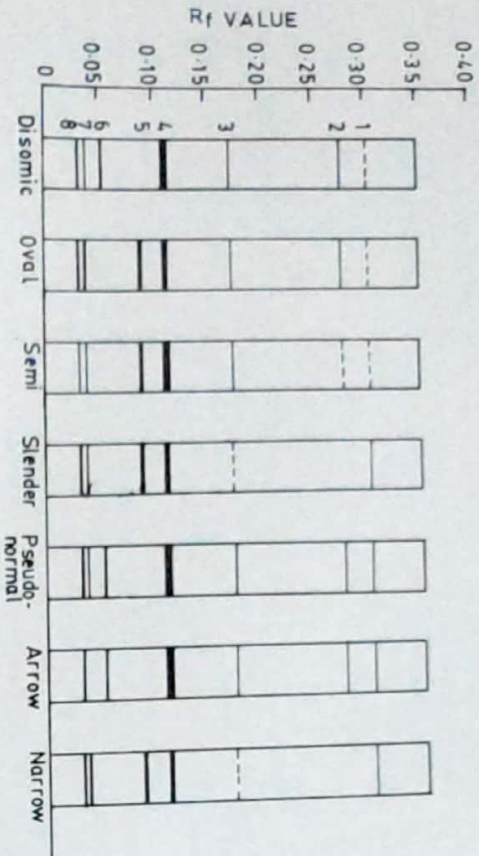 Rf VALUE
0
0·05
0·10
0·15
0·20
0·25
0·30
0·35
0·40
8
7
6
5
4
3
2
1
Disomic
Oval
Semi
Slender
Pseudo-
normal
Arrow
Narrow